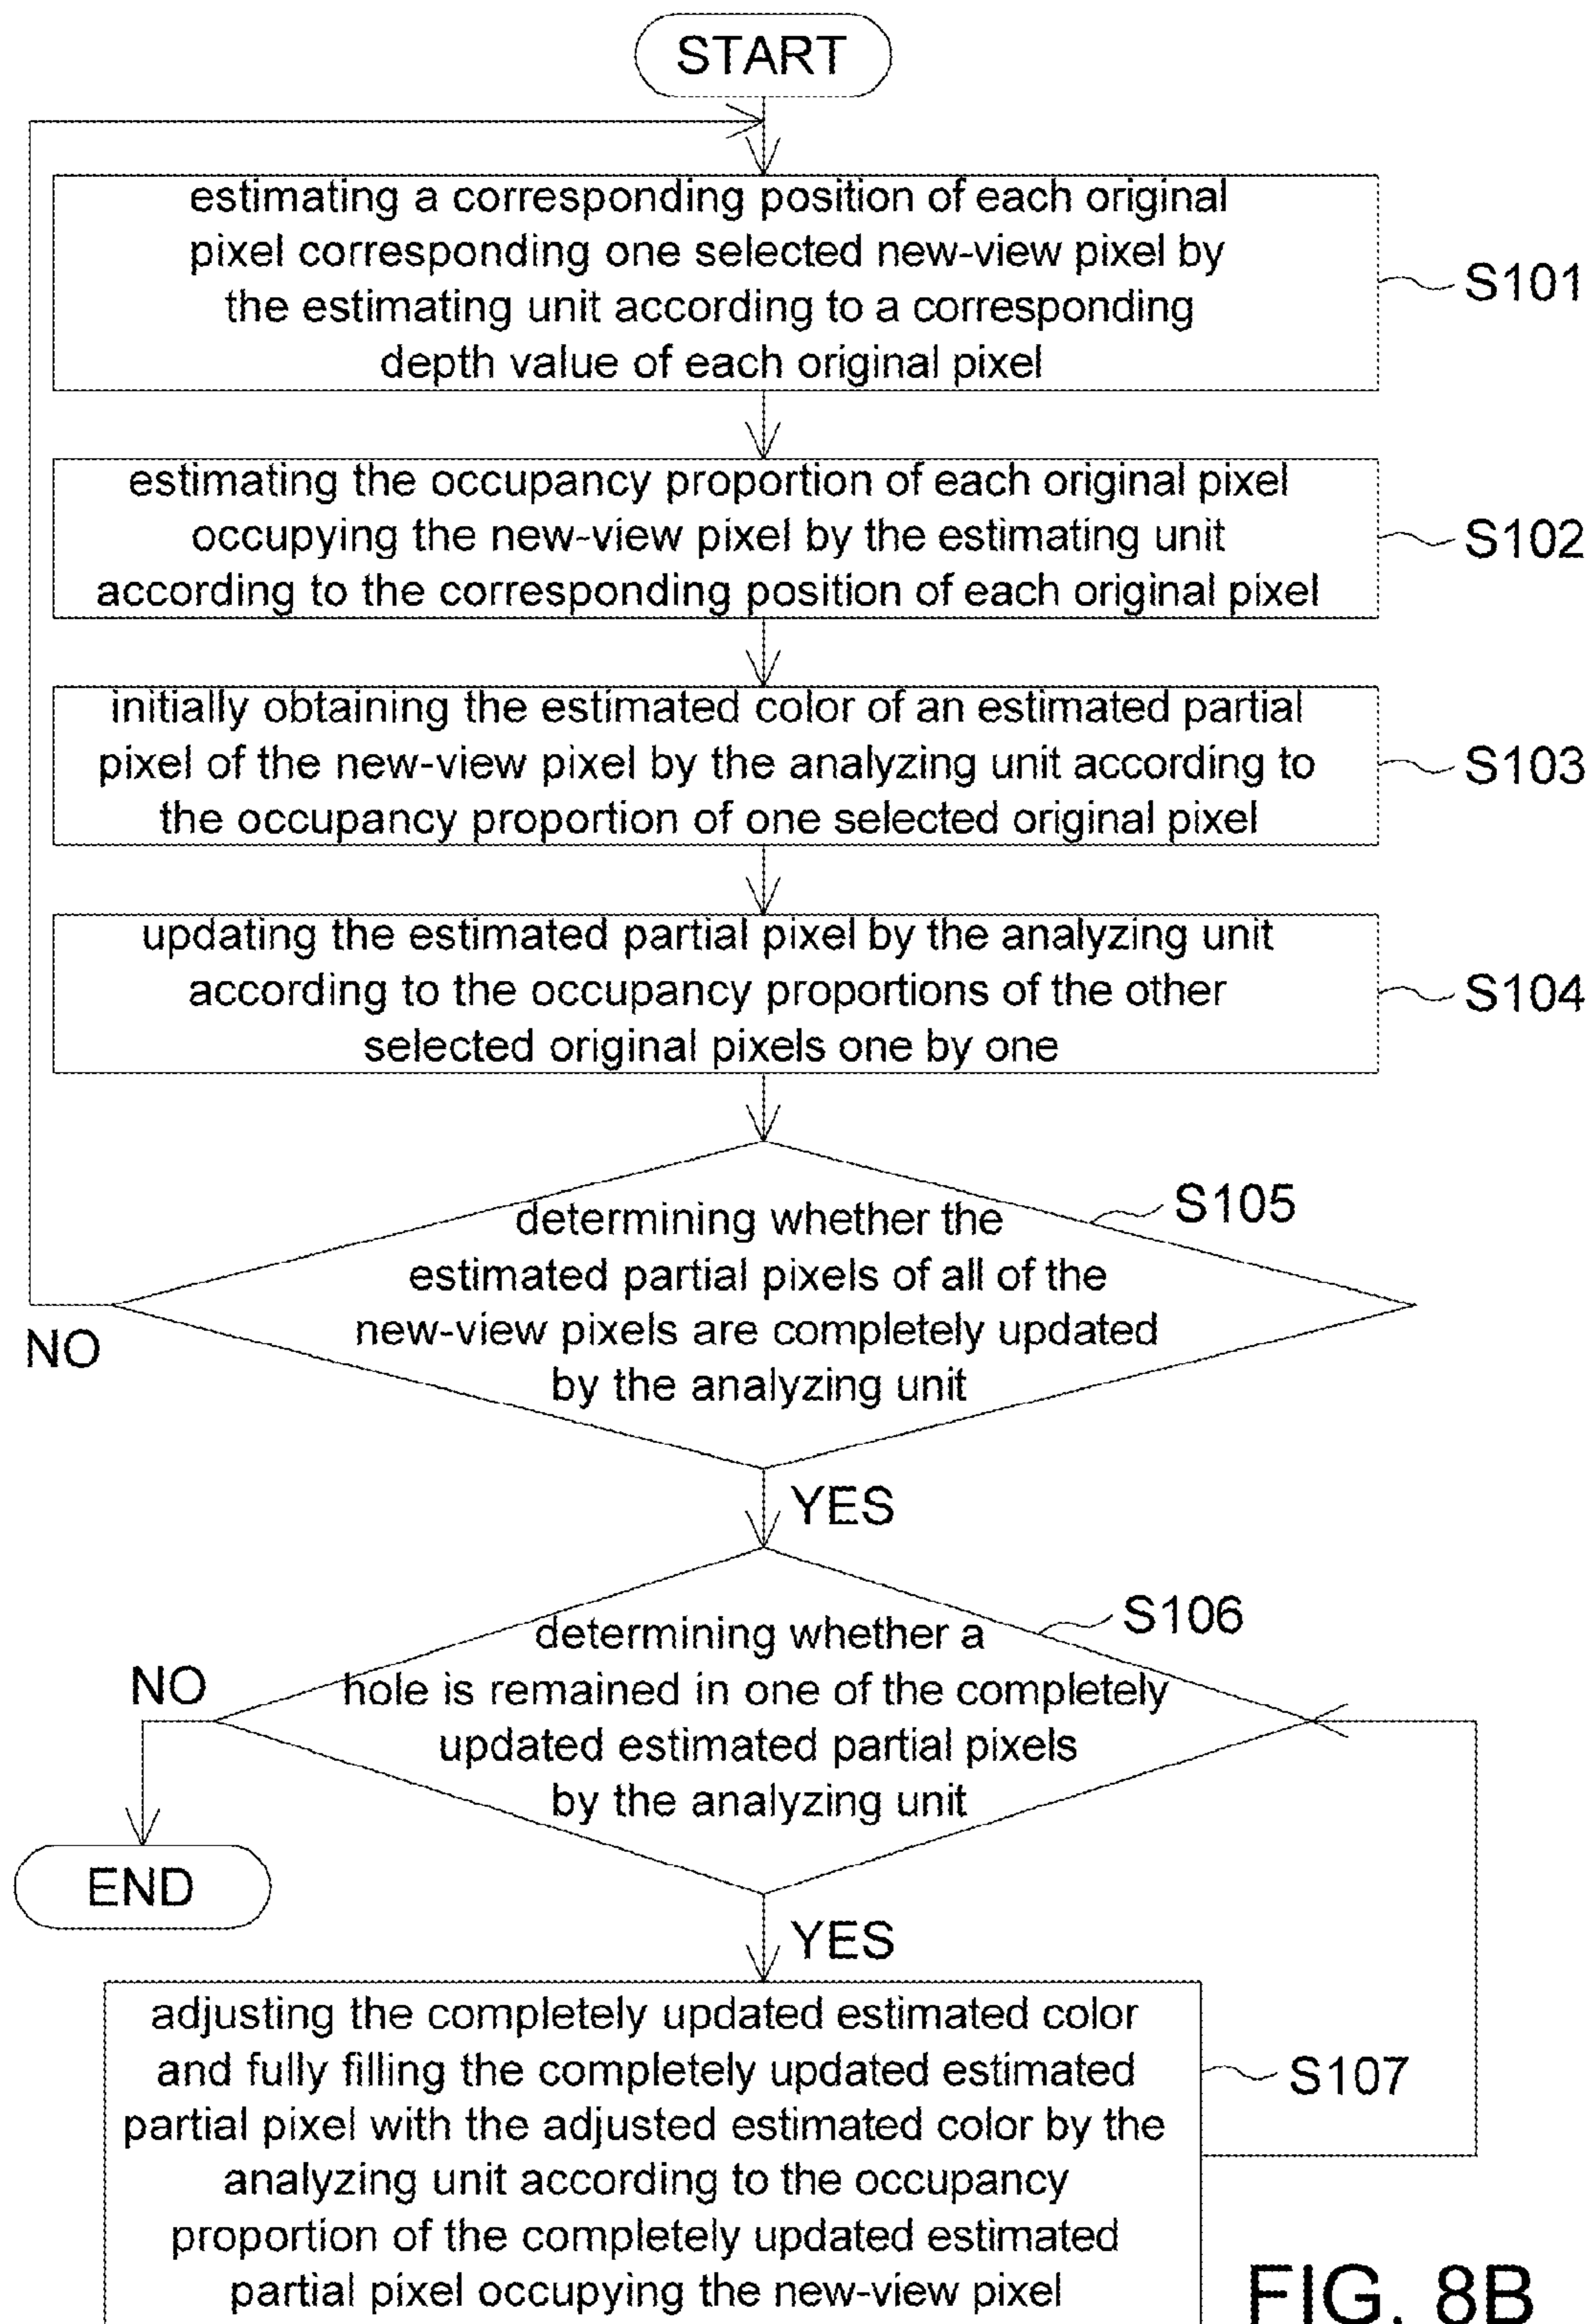 START
estimating a corresponding position of each original
pixel corresponding one selected new-view pixel by
the estimating unit according to a corresponding
depth value of each original pixel
S101
estimating the occupancy proportion of each original pixel
occupying the new-view pixel by the estimating unit
according to the corresponding position of each original pixel
S102
initially obtaining the estimated color of an estimated partial
pixel of the new-view pixel by the analyzing unit according to
the occupancy proportion of one selected original pixel
S103
updating the estimated partial pixel by the analyzing unit
according to the occupancy proportions of the other
selected original pixels one by one
S104
determining whether the
estimated partial pixels of all of the
new-view pixels are completely updated
by the analyzing unit
S105
NO
YES
determining whether a
hole is remained in one of the completely
updated estimated partial pixels
by the analyzing unit
S106
NO
END
YES
adjusting the completely updated estimated color
and fully filling the completely updated estimated
partial pixel with the adjusted estimated color by the
analyzing unit according to the occupancy
proportion of the completely updated estimated
partial pixel occupying the new-view pixel
S107
FIG. 8B